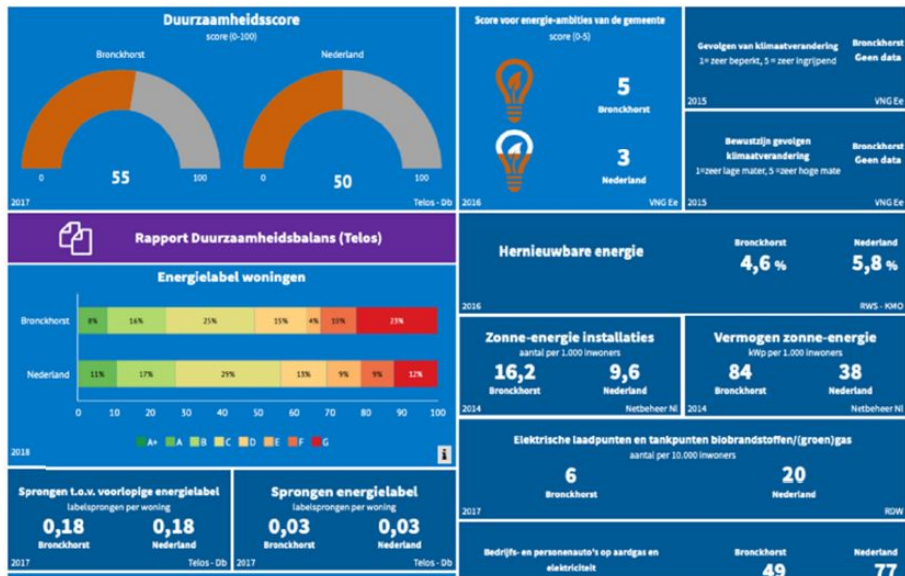 Duurzaamheidsscore
score (0-100)
Bronckhorst
Nederland
0
55
100
0
50
100
2017
Telos - Db
Score voor energie-ambities van de gemeente
score (0-5)
5
Bronckhorst
3
Nederland
2016
VNG Ee
Gevolgen van klimaatverandering
1= zeer beperkt, 5 = zeer ingrijpend
Bronckhorst
Geen data
2015
VNG Ee
Bewustzijn gevolgen
klimaatverandering
1=zeer lage mater, 5 =zeer hoge mate
Bronckhorst
Geen data
2015
VNG Ee
Rapport Duurzaamheidsbalans (Telos)
Energielabel woningen
Bronckhorst
8% 16% 25% 15% 4% 10% 23%
Nederland
11% 17% 29% 13% 9% 9% 12%
0 10 20 30 40 50 60 70 80 90 100
A+ A B C D E F G
2018
i
Hernieuwbare energie
Bronckhorst
4,6 %
Nederland
5,8 %
2016
RWS - KMO
Zonne-energie installaties
aantal per 1.000 inwoners
16,2
Bronckhorst
9,6
Nederland
2014
Netbeheer Nl
Vermogen zonne-energie
kWp per 1.000 inwoners
84
Bronckhorst
38
Nederland
2014
Netbeheer Nl
Elektrische laadpunten en tankpunten biobrandstoffen/(groen)gas
aantal per 10.000 inwoners
6
Bronckhorst
20
Nederland
2017
RDW
Sprongen t.o.v. voorlopige energielabel
labelsprongen per woning
0,18
Bronckhorst
0,18
Nederland
2017
Telos - Db
Sprongen energielabel
labelsprongen per woning
0,03
Bronckhorst
0,03
Nederland
2017
Telos - Db
Bedrijfs- en personenauto's op aardgas en
elektriciteit
Bronckhorst
49
Nederland
77